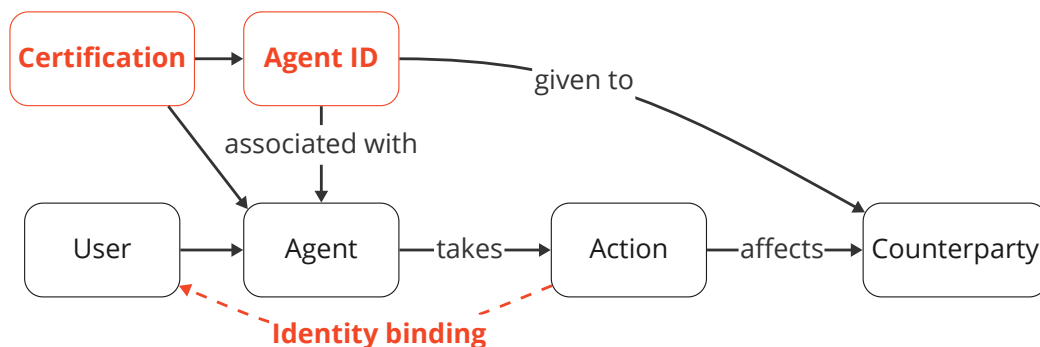 Certification
Agent ID
given to
associated with
User
Agent
takes
Action
affects
Counterparty
Identity binding